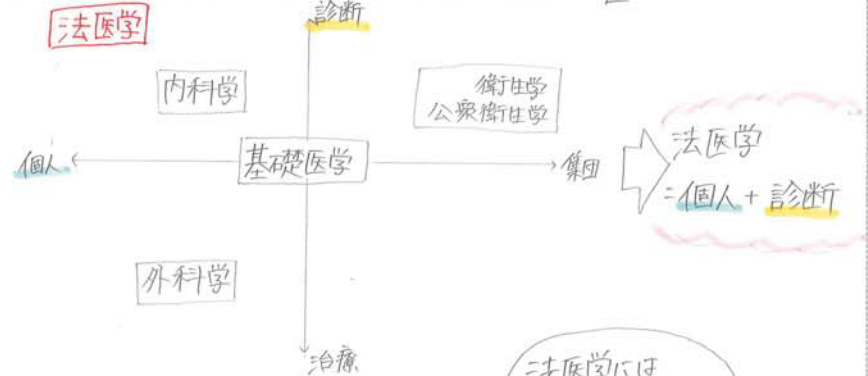 診断
法医学
内科学
衛生学
公衆衛生学
個人
基礎医学
集団
法医学
=個人+診断
外科学
治療
法医学には